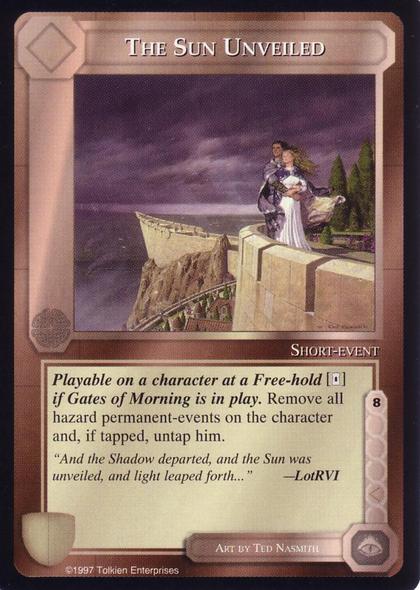 The Sun Unveiled
Short-event
Playable on a character at a Free-hold [ ]
if Gates of Morning is in play. Remove all
hazard permanent-events on the character
and, if tapped, untap him.
"And the Shadow departed, and the Sun was
unveiled, and light leaped forth..." —LotRVI
8
Art by Ted Nasmith
©1997 Tolkien Enterprises